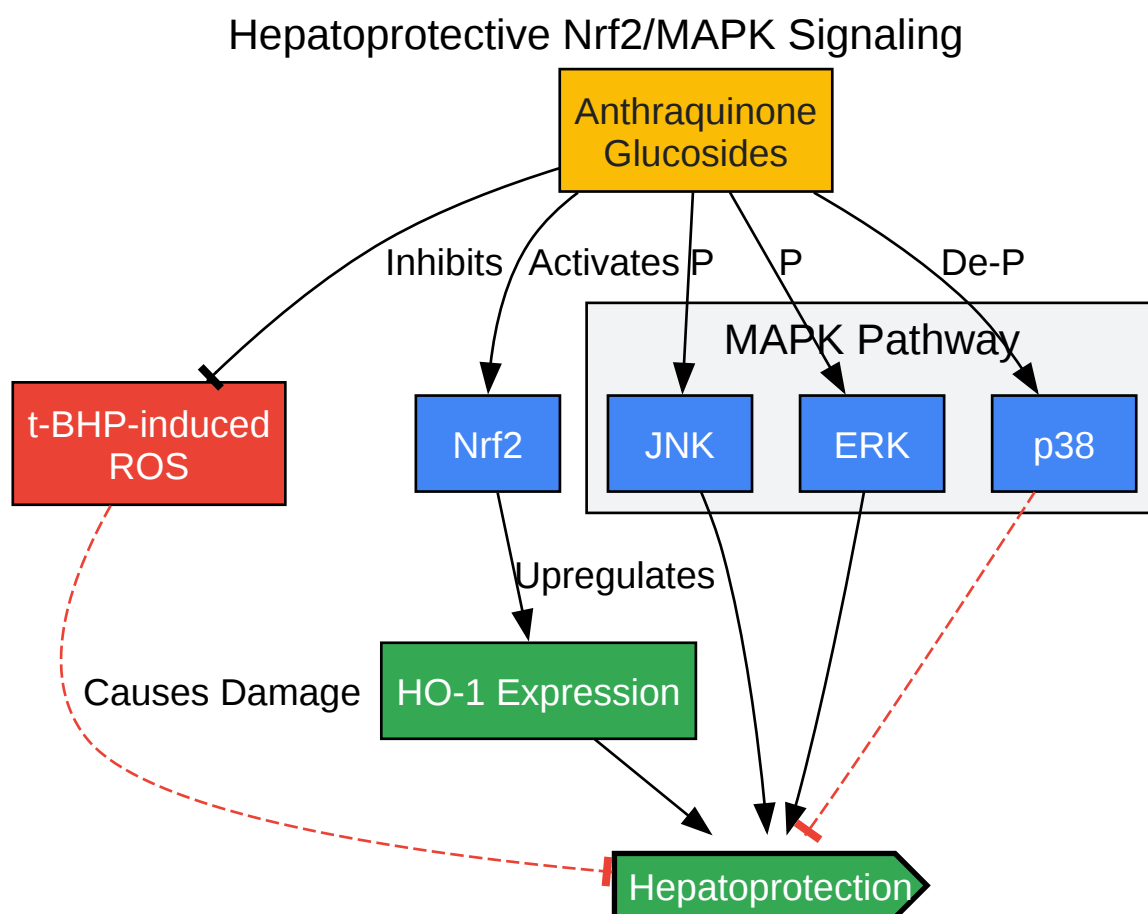 Hepatoprotective Nrf2/MAPK Signaling
Anthraquinone
Glucosides
Inhibits
Activates
P
P
De-P
MAPK Pathway
t-BHP-induced
ROS
Nrf2
JNK
ERK
p38
Upregulates
Causes Damage
HO-1 Expression
Hepatoprotection